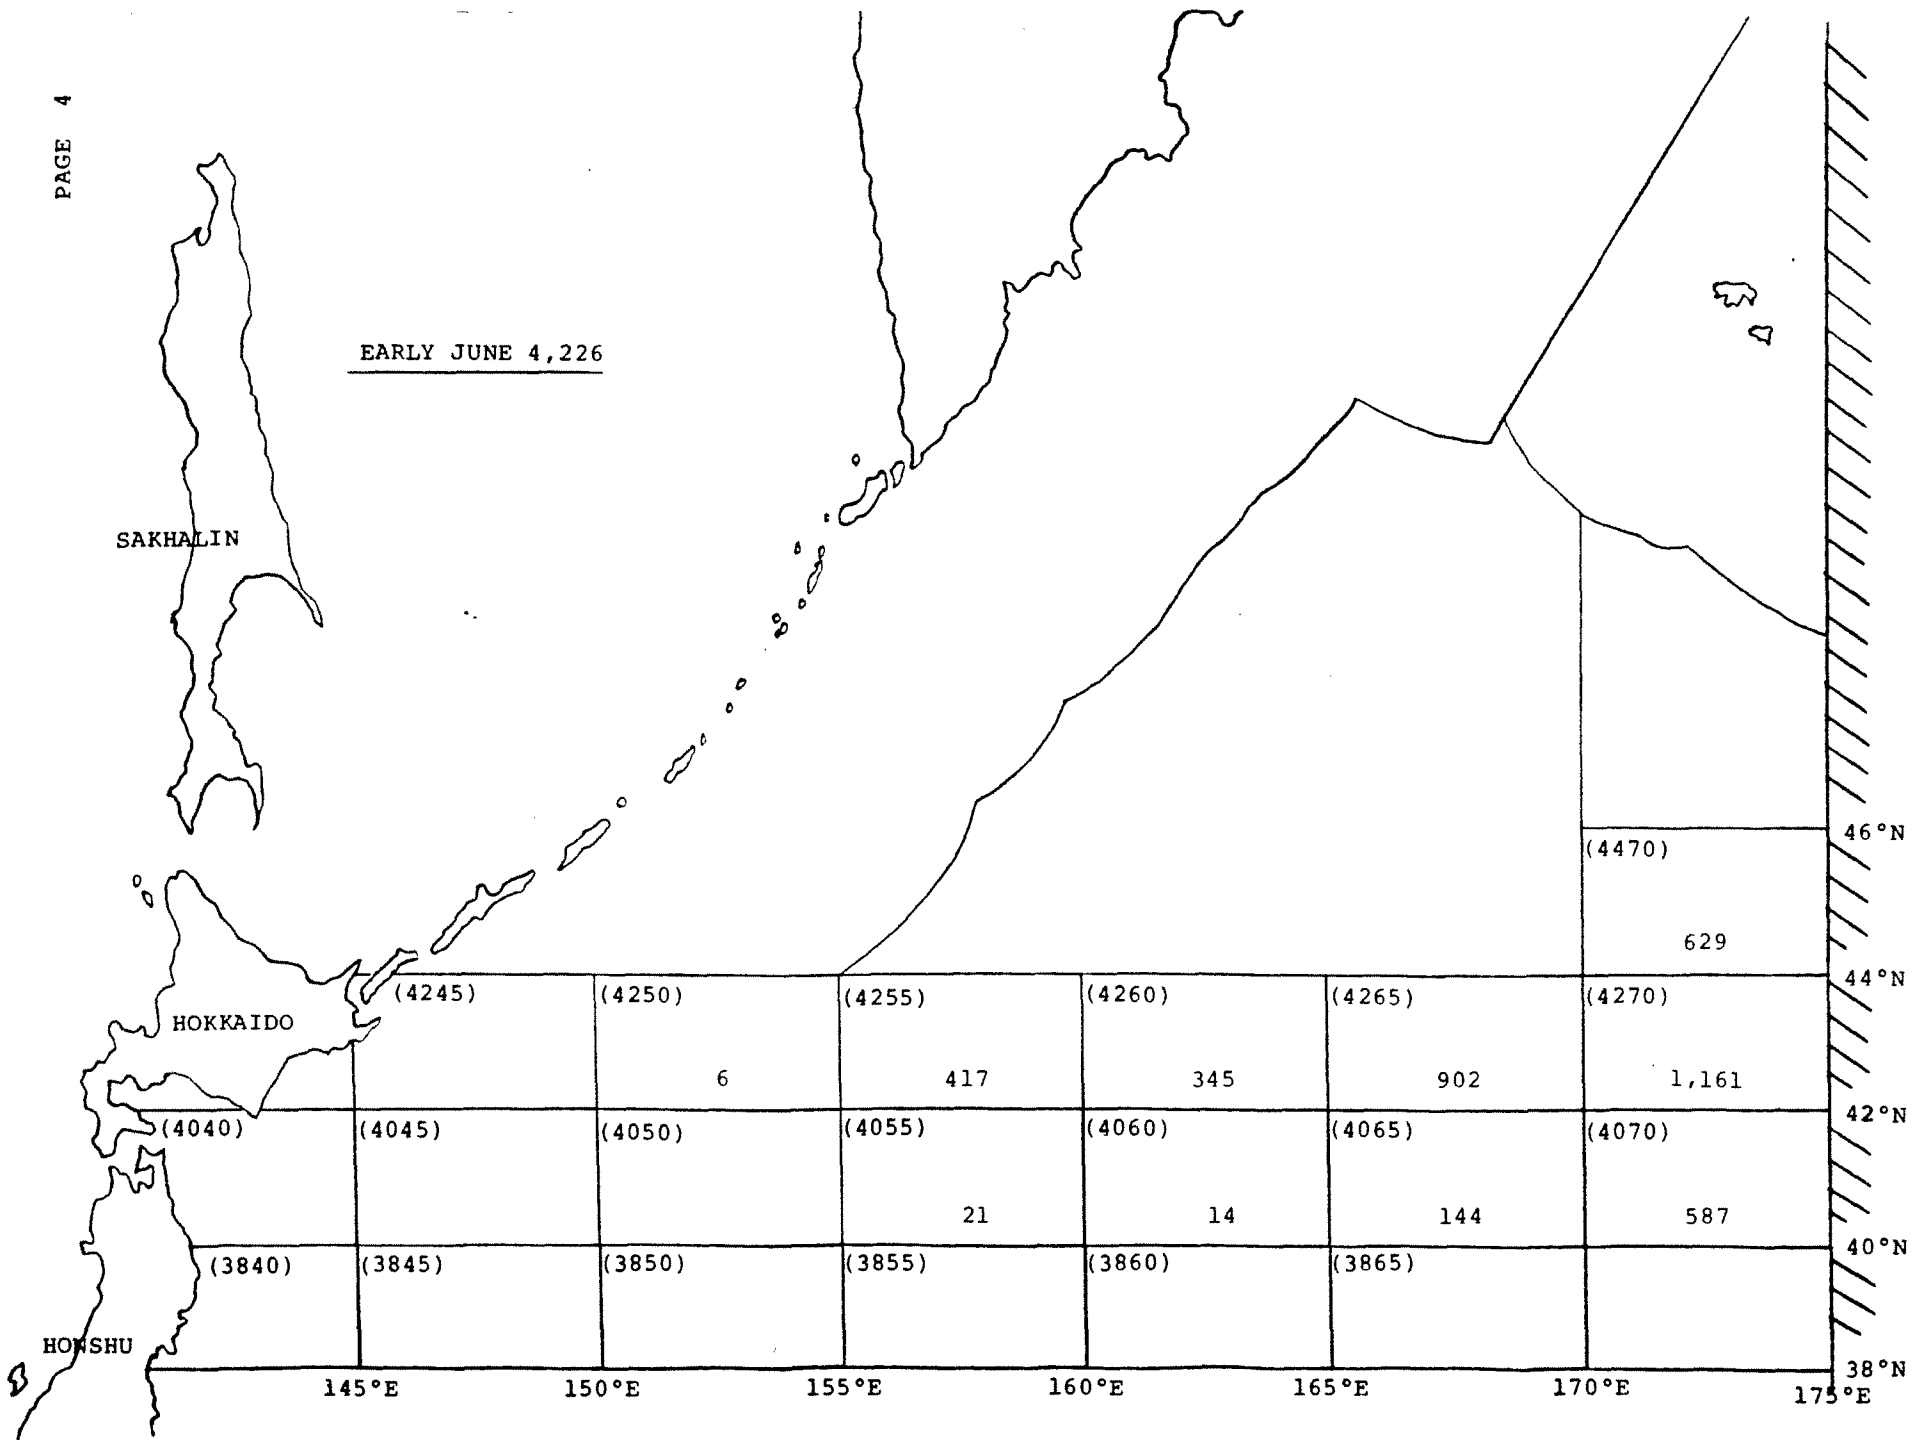 PAGE 4
EARLY JUNE 4,226
SAKHALIN
46°N
(4470)
629
44°N
(4245) (4250) (4255) (4260) (4265) (4270)
HOKKAIDO
6 417 345 902 1,161
42°N
(4040) (4045) (4050) (4055) (4060) (4065) (4070)
21 14 144 587
40°N
(3840) (3845) (3850) (3855) (3860) (3865)
HONSHU
38°N
145°E 150°E 155°E 160°E 165°E 170°E 175°E